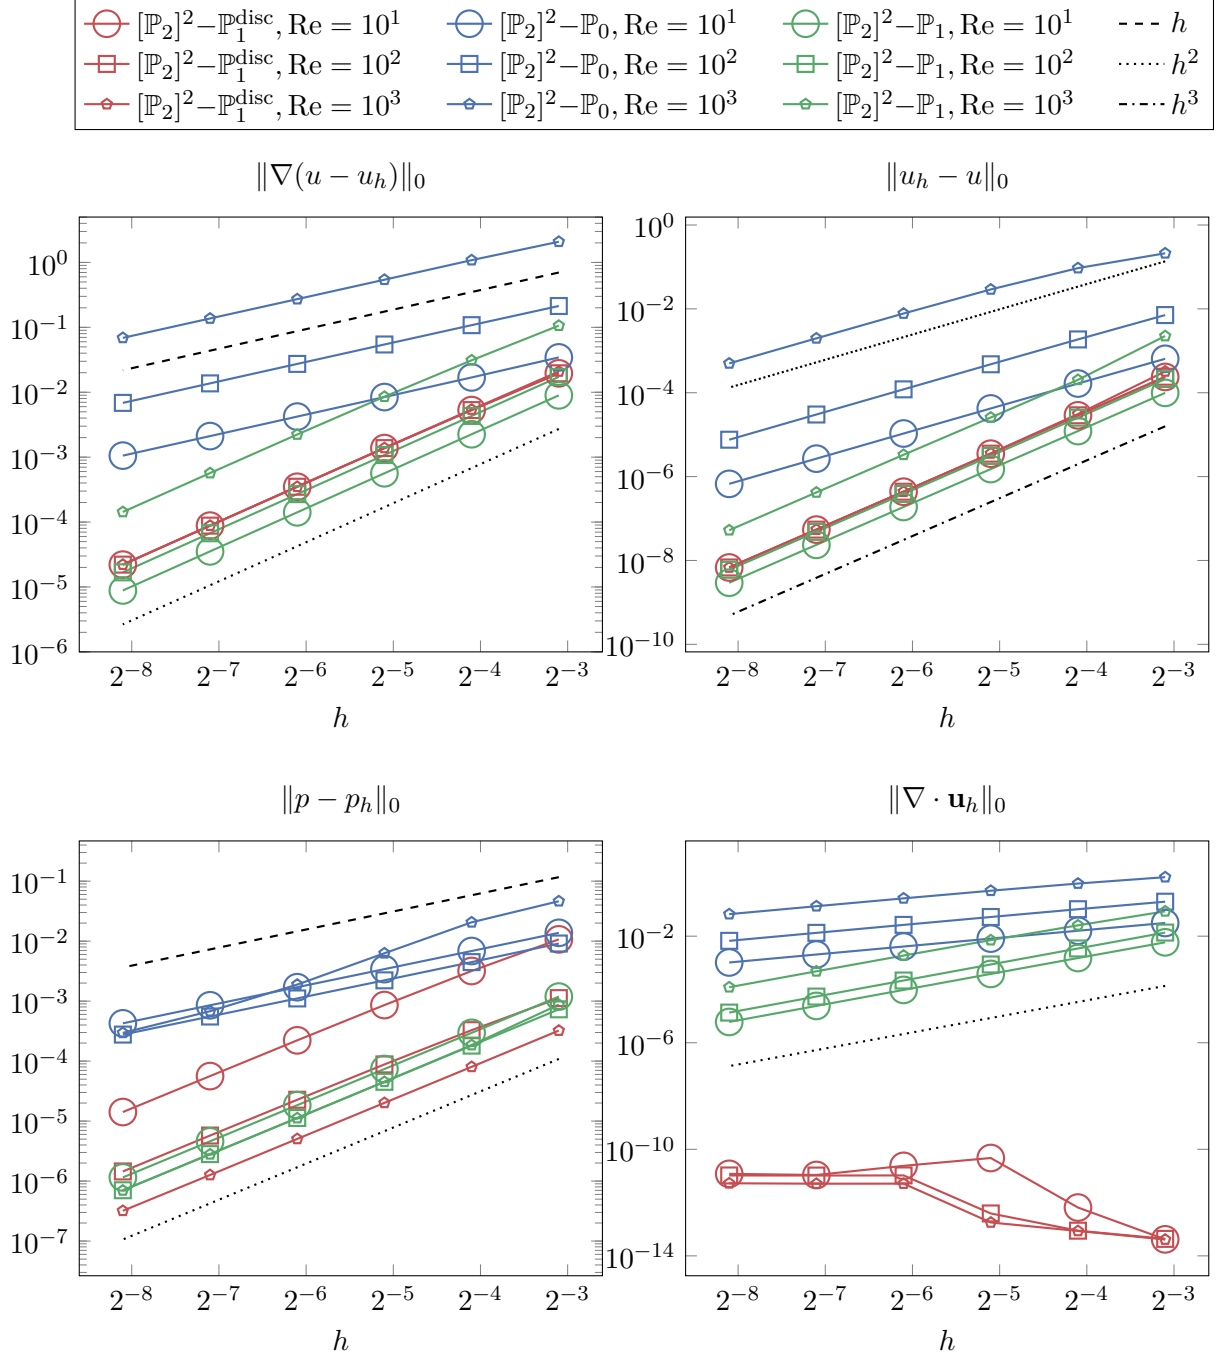 [ℙ₂]²−ℙ₁ᵈⁱˢᶜ, Re = 10¹ [ℙ₂]²−ℙ₀, Re = 10¹ [ℙ₂]²−ℙ₁, Re = 10¹ h
[ℙ₂]²−ℙ₁ᵈⁱˢᶜ, Re = 10² [ℙ₂]²−ℙ₀, Re = 10² [ℙ₂]²−ℙ₁, Re = 10² h²
[ℙ₂]²−ℙ₁ᵈⁱˢᶜ, Re = 10³ [ℙ₂]²−ℙ₀, Re = 10³ [ℙ₂]²−ℙ₁, Re = 10³ h³
‖∇(u − u_h)‖₀
10⁰
10⁻¹
10⁻²
10⁻³
10⁻⁴
10⁻⁵
10⁻⁶
2⁻⁸ 2⁻⁷ 2⁻⁶ 2⁻⁵ 2⁻⁴ 2⁻³
h
‖u_h − u‖₀
10⁰
10⁻²
10⁻⁴
10⁻⁶
10⁻⁸
10⁻¹⁰
2⁻⁸ 2⁻⁷ 2⁻⁶ 2⁻⁵ 2⁻⁴ 2⁻³
h
‖p − p_h‖₀
10⁻¹
10⁻²
10⁻³
10⁻⁴
10⁻⁵
10⁻⁶
10⁻⁷
2⁻⁸ 2⁻⁷ 2⁻⁶ 2⁻⁵ 2⁻⁴ 2⁻³
h
‖∇ · 𝐮_h‖₀
10⁻²
10⁻⁶
10⁻¹⁰
10⁻¹⁴
2⁻⁸ 2⁻⁷ 2⁻⁶ 2⁻⁵ 2⁻⁴ 2⁻³
h